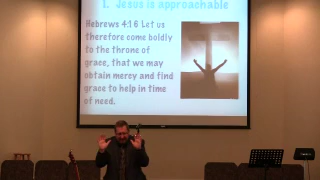 1. Jesus is approachable
Hebrews 4:16 Let us
therefore come boldly
to the throne of
grace, that we may
obtain mercy and find
grace to help in time
of need.